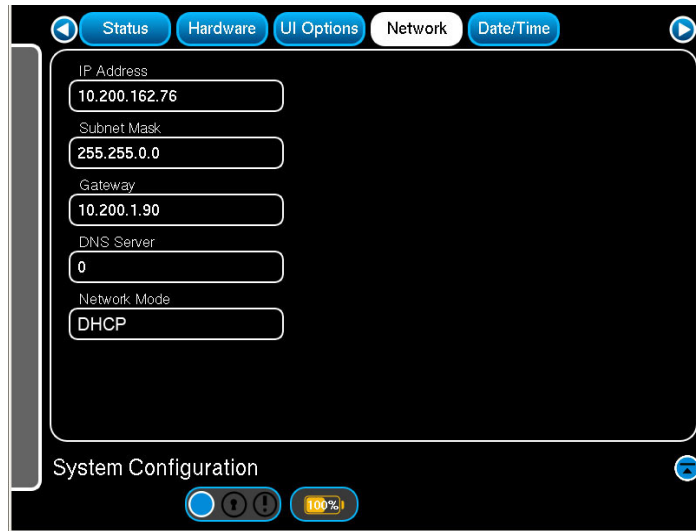 Status Hardware UI Options Network Date/Time
IP Address
10.200.162.76
Subnet Mask
255.255.0.0
Gateway
10.200.1.90
DNS Server
0
Network Mode
DHCP
System Configuration
100%